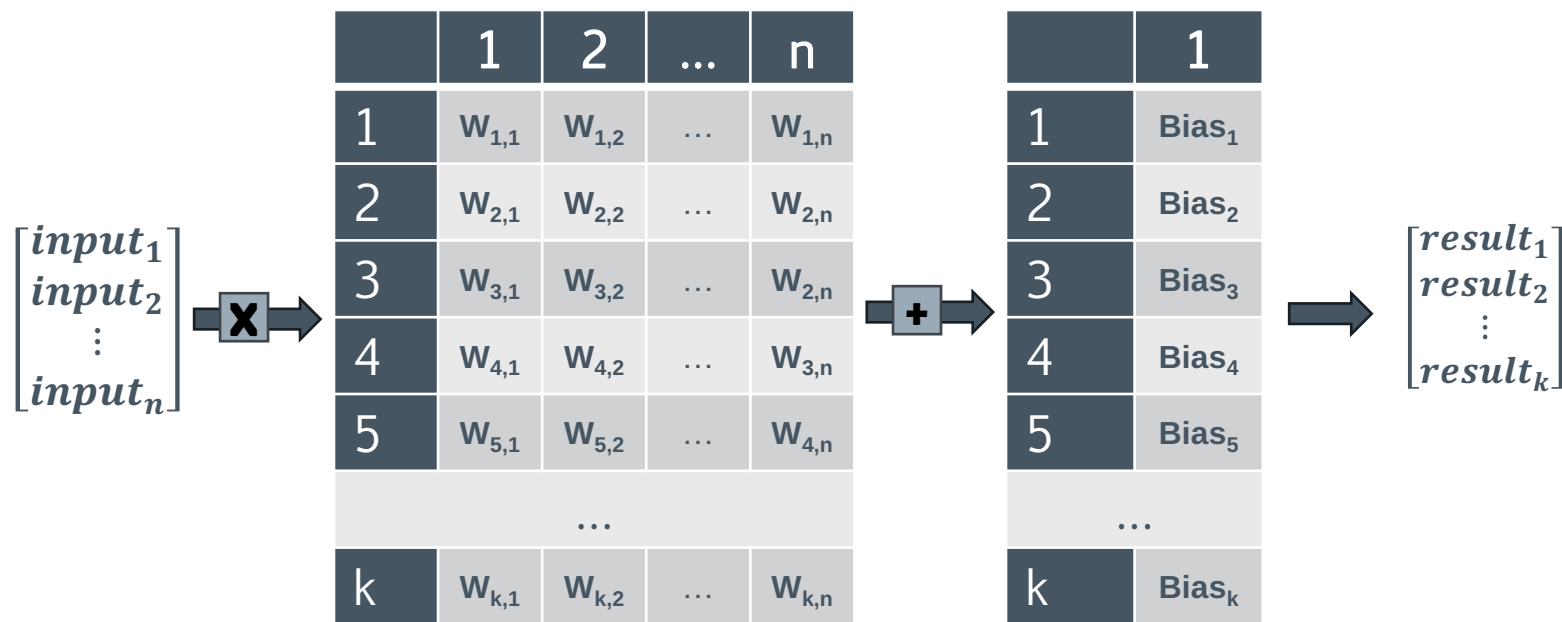 [input₁
input₂
⋮
inputₙ]
X
1 2 ... n
1 W₁,₁ W₁,₂ ... W₁,ₙ
2 W₂,₁ W₂,₂ ... W₂,ₙ
3 W₃,₁ W₃,₂ ... W₂,ₙ
4 W₄,₁ W₄,₂ ... W₃,ₙ
5 W₅,₁ W₅,₂ ... W₄,ₙ
...
k Wₖ,₁ Wₖ,₂ ... Wₖ,ₙ
+
1
1 Bias₁
2 Bias₂
3 Bias₃
4 Bias₄
5 Bias₅
...
k Biasₖ
[result₁
result₂
⋮
resultₖ]